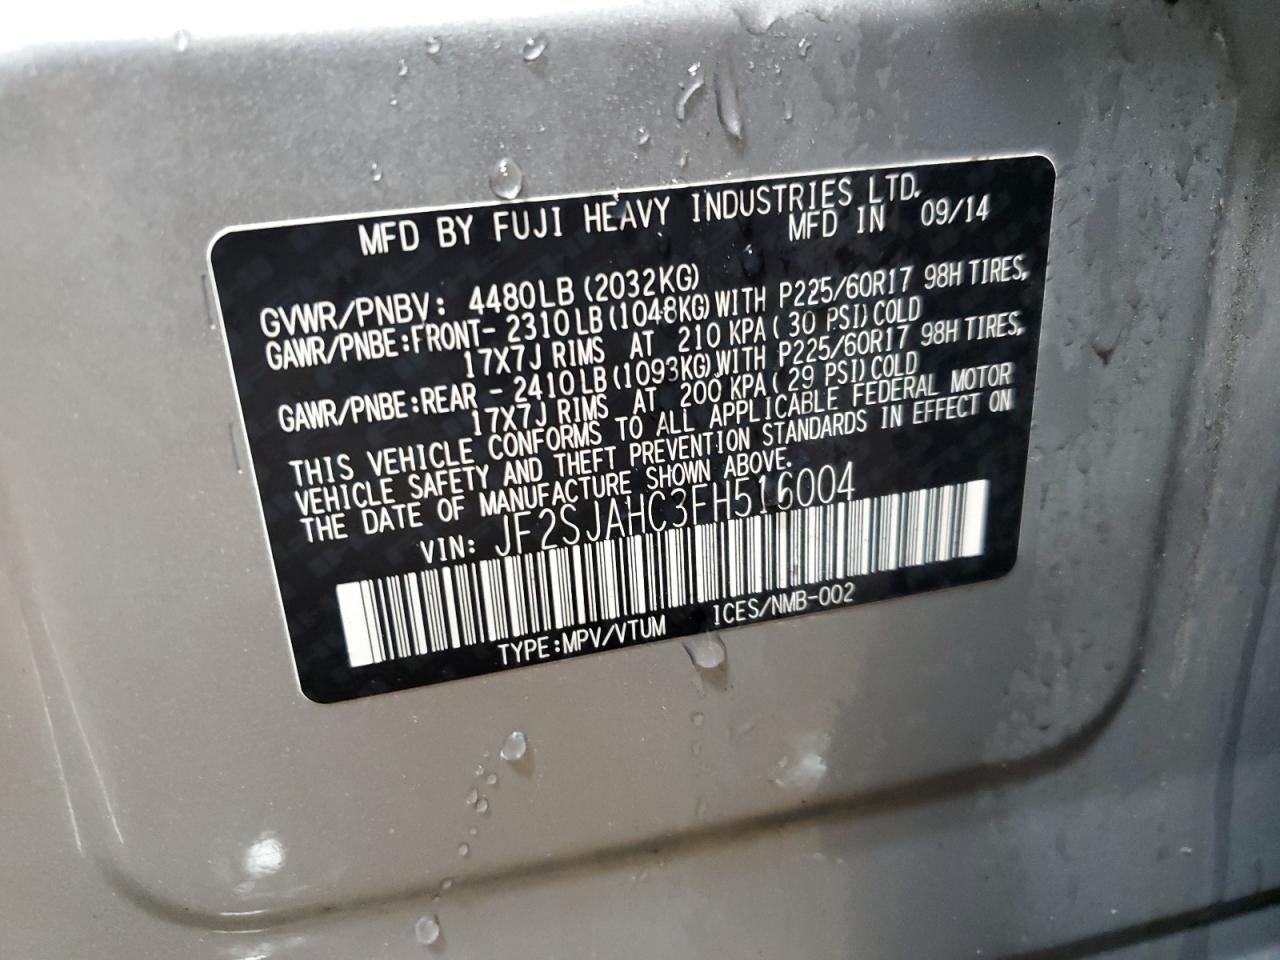 MFD BY FUJI HEAVY INDUSTRIES LTD.
MFD IN 09/14
GVWR/PNBV: 4480LB (2032KG)
GAWR/PNBE:FRONT- 2310LB (1048KG) WITH P225/60R17 98H TIRES,
17X7J RIMS AT 210 KPA ( 30 PSI) COLD
GAWR/PNBE:REAR - 2410LB (1093KG) WITH P225/60R17 98H TIRES,
17X7J RIMS AT 200 KPA ( 29 PSI) COLD
THIS VEHICLE CONFORMS TO ALL APPLICABLE FEDERAL MOTOR
VEHICLE SAFETY AND THEFT PREVENTION STANDARDS IN EFFECT ON
THE DATE OF MANUFACTURE SHOWN ABOVE.
VIN: JF2SJAHC3FH516004
TYPE:MPV/VTUM ICES/NMB-002